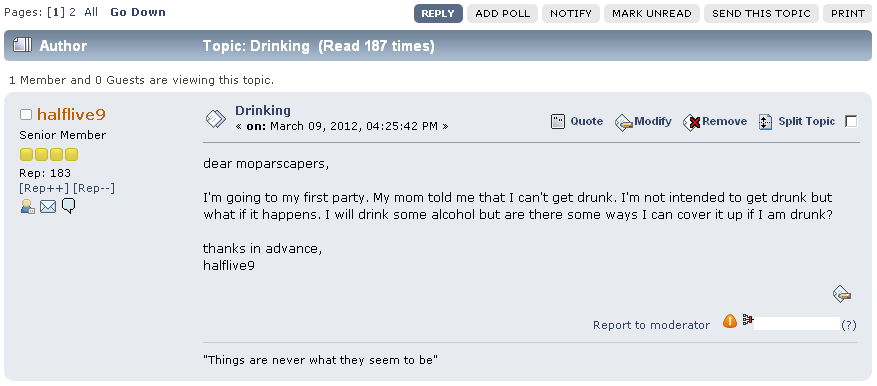 Pages: [1] 2 All Go Down REPLY ADD POLL NOTIFY MARK UNREAD SEND THIS TOPIC PRINT
Author Topic: Drinking (Read 187 times)
1 Member and 0 Guests are viewing this topic.
halflive9
Senior Member
Rep: 183
[Rep++] [Rep--]
Drinking
« on: March 09, 2012, 04:25:42 PM »
Quote Modify Remove Split Topic
dear moparscapers,
I'm going to my first party. My mom told me that I can't get drunk. I'm not intended to get drunk but
what if it happens. I will drink some alcohol but are there some ways I can cover it up if I am drunk?
thanks in advance,
halflive9
Report to moderator (?)
"Things are never what they seem to be"